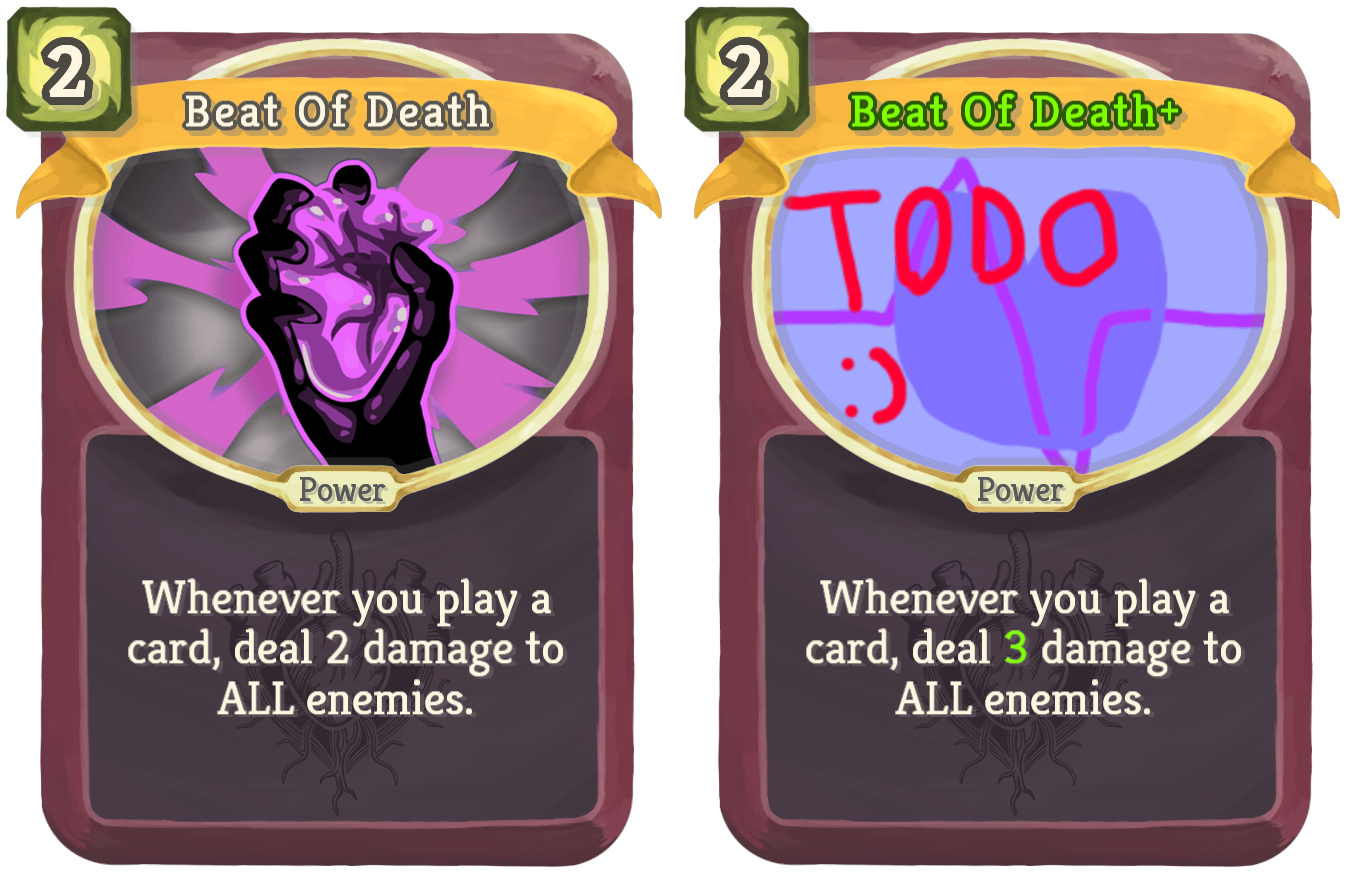 2
Beat Of Death
Power
Whenever you play a
card, deal 2 damage to
ALL enemies.
2
Beat Of Death+
TODO
:)
Power
Whenever you play a
card, deal 3 damage to
ALL enemies.